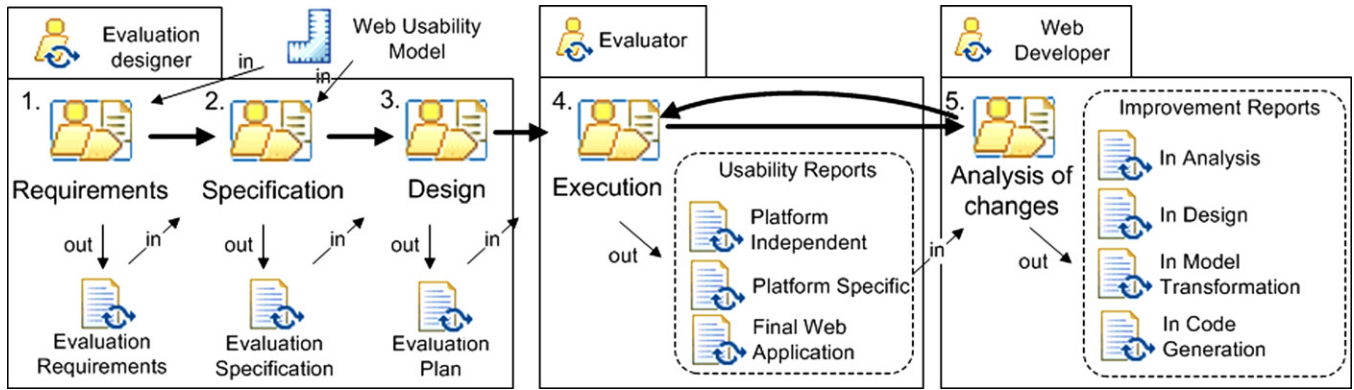 Evaluation
designer
in
Web Usability
Model
in
Evaluator
Web
Developer
1.
2.
3.
4.
5.
Requirements
Specification
Design
Execution
Analysis of
changes
out
in
out
in
out
in
out
in
out
Evaluation
Requirements
Evaluation
Specification
Evaluation
Plan
Usability Reports
Platform
Independent
Platform Specific
Final Web
Application
Improvement Reports
In Analysis
In Design
In Model
Transformation
In Code
Generation